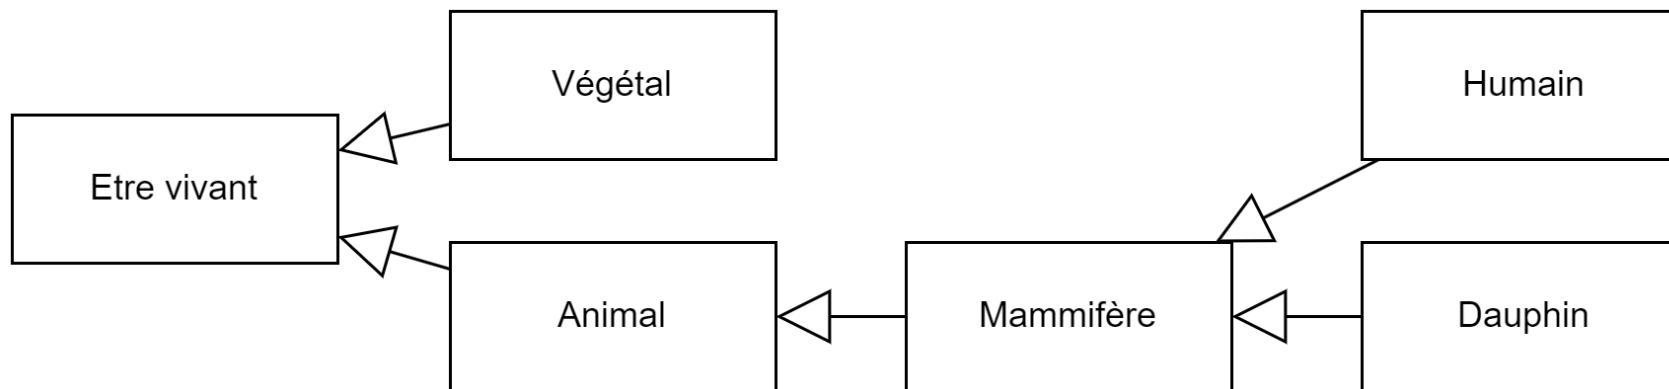 Végétal
Humain
Etre vivant
Animal
Mammifère
Dauphin